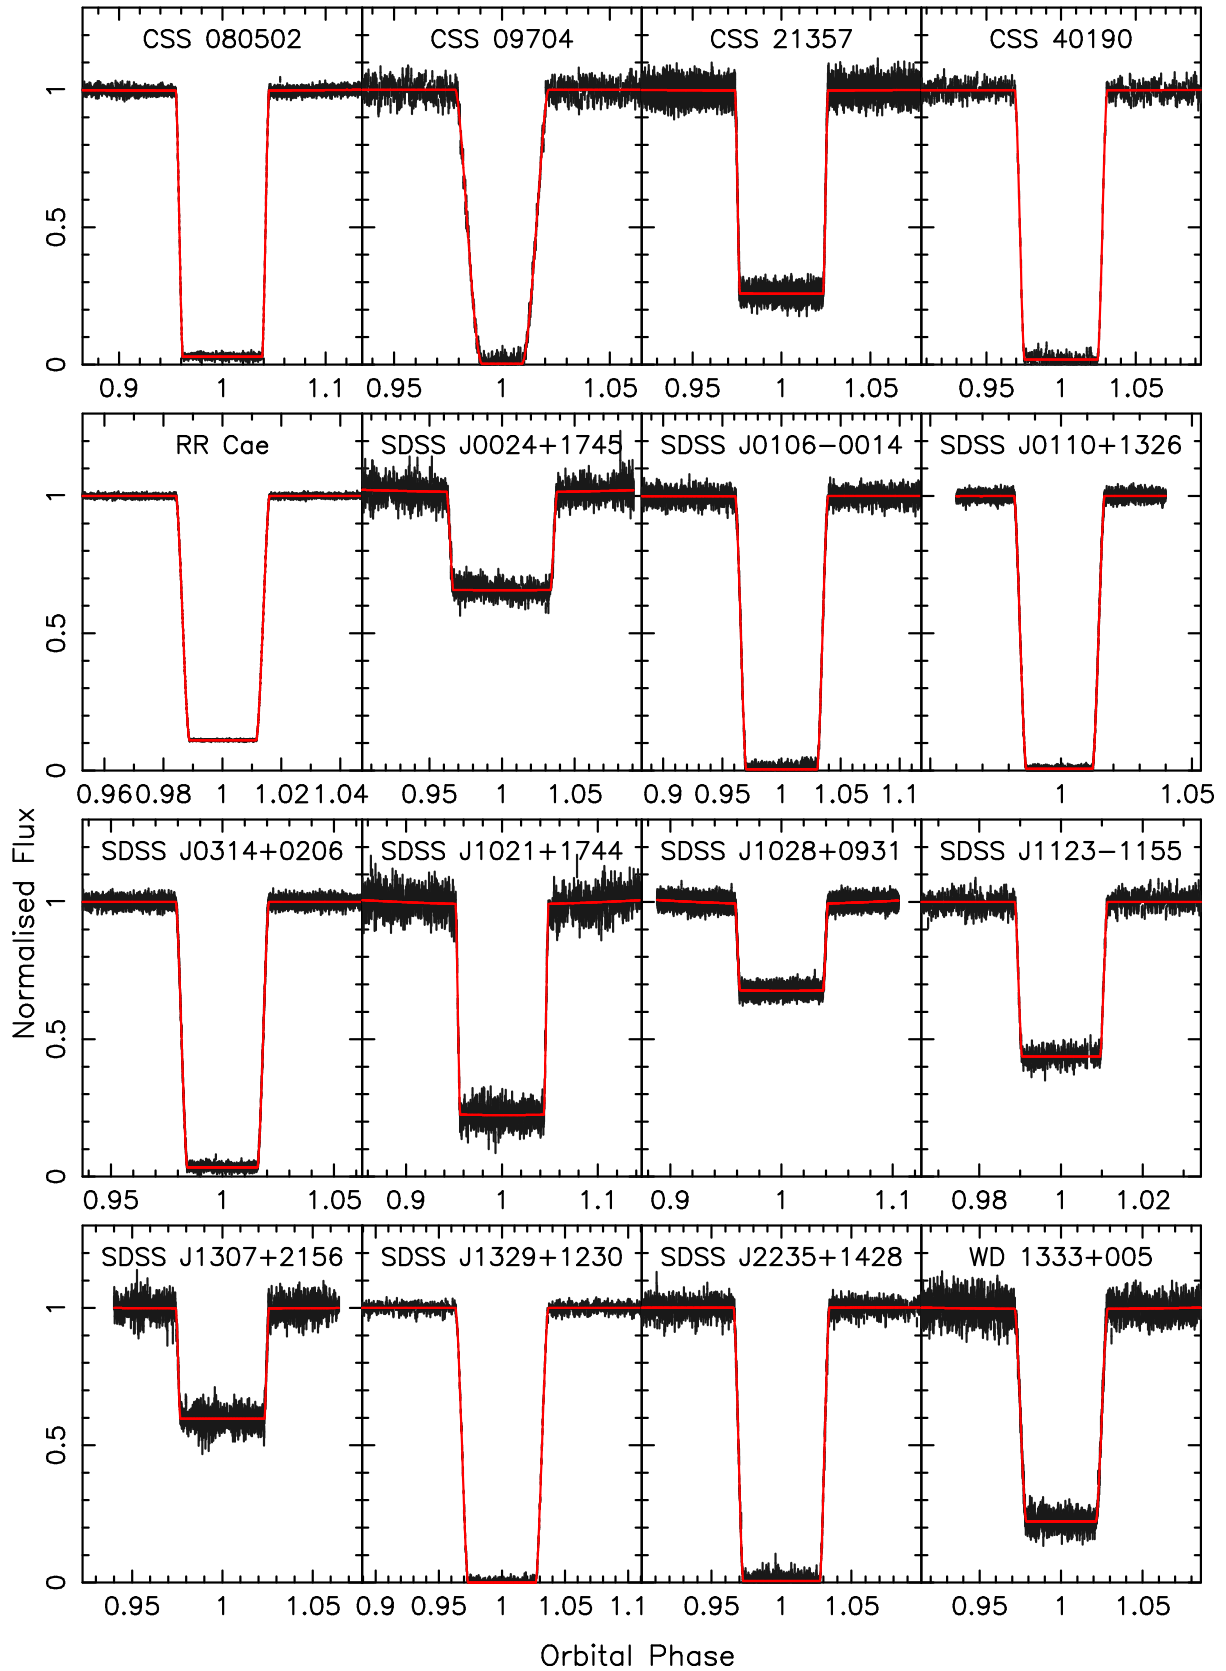 CSS 080502
CSS 09704
CSS 21357
CSS 40190
1
0.5
0
0.9 1 1.1
0.95 1 1.05
0.95 1 1.05
0.95 1 1.05
RR Cae
SDSS J0024+1745
SDSS J0106-0014
SDSS J0110+1326
1
0.5
0
0.96 0.98 1 1.02 1.04
0.95 1 1.05
0.9 0.95 1 1.05 1.1
1 1.05
Normalised Flux
SDSS J0314+0206
SDSS J1021+1744
SDSS J1028+0931
SDSS J1123-1155
1
0.5
0
0.95 1 1.05
0.9 1 1.1
0.9 1 1.1
0.98 1 1.02
SDSS J1307+2156
SDSS J1329+1230
SDSS J2235+1428
WD 1333+005
1
0.5
0
0.95 1 1.05
0.9 0.95 1 1.05 1.1
0.95 1 1.05
0.95 1 1.05
Orbital Phase